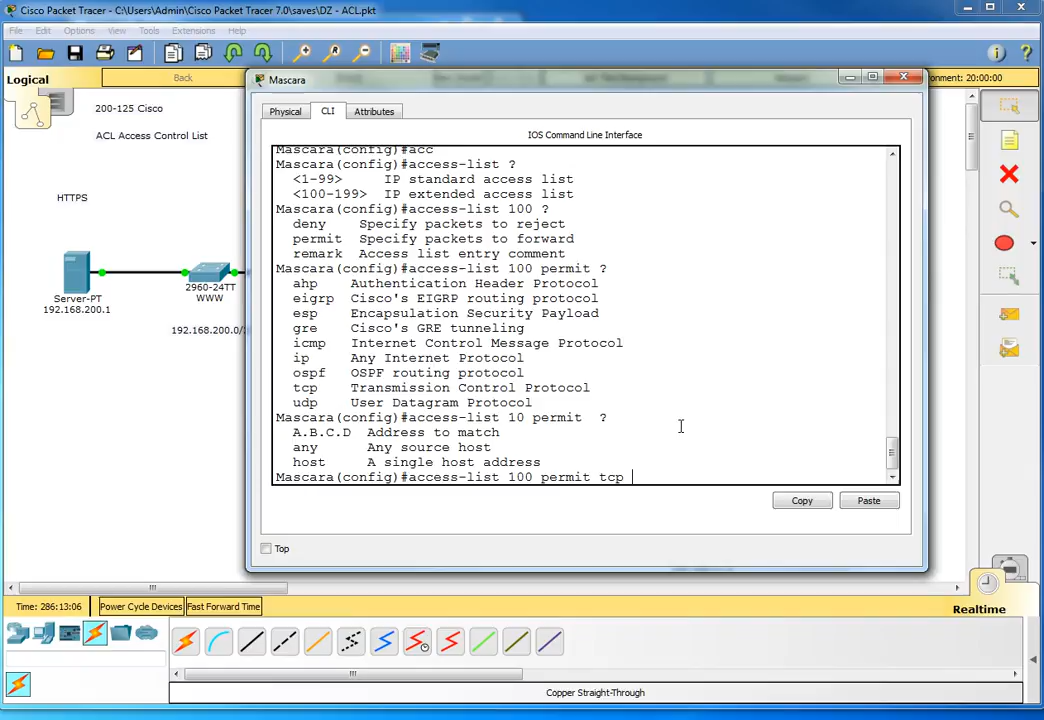 Cisco Packet Tracer - C:\Users\Admin\Cisco Packet Tracer 7.0\saves\DZ - ACL.pkt
File Edit Options View Tools Extensions Help
Logical
Back
nment: 20:00:00
200-125 Cisco
ACL Access Control List
HTTPS
Server-PT
192.168.200.1
2960-24TT
WWW
192.168.200.0/
Mascara
Physical CLI Attributes
IOS Command Line Interface
Mascara(config)#acc
Mascara(config)#access-list ?
<1-99> IP standard access list
<100-199> IP extended access list
Mascara(config)#access-list 100 ?
deny Specify packets to reject
permit Specify packets to forward
remark Access list entry comment
Mascara(config)#access-list 100 permit ?
ahp Authentication Header Protocol
eigrp Cisco's EIGRP routing protocol
esp Encapsulation Security Payload
gre Cisco's GRE tunneling
icmp Internet Control Message Protocol
ip Any Internet Protocol
ospf OSPF routing protocol
tcp Transmission Control Protocol
udp User Datagram Protocol
Mascara(config)#access-list 10 permit ?
A.B.C.D Address to match
any Any source host
host A single host address
Mascara(config)#access-list 100 permit tcp
Copy Paste
Top
Time: 286:13:06 Power Cycle Devices Fast Forward Time
Realtime
Copper Straight-Through